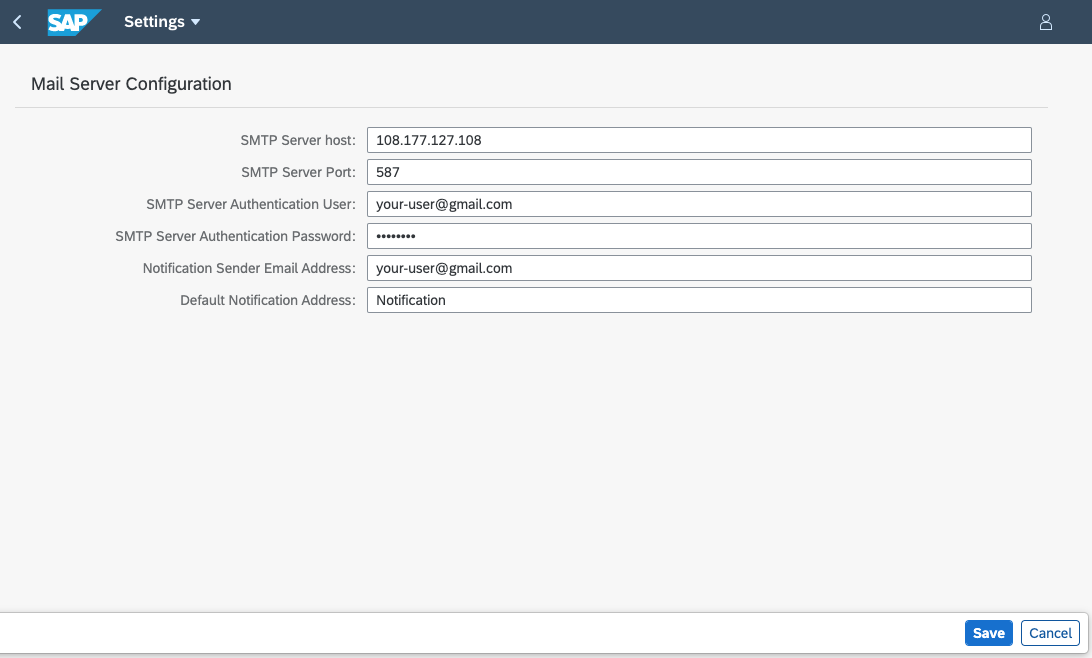 SAP Settings
Mail Server Configuration
SMTP Server host: 108.177.127.108
SMTP Server Port: 587
SMTP Server Authentication User: your-user@gmail.com
SMTP Server Authentication Password: ••••••••
Notification Sender Email Address: your-user@gmail.com
Default Notification Address: Notification
Save Cancel